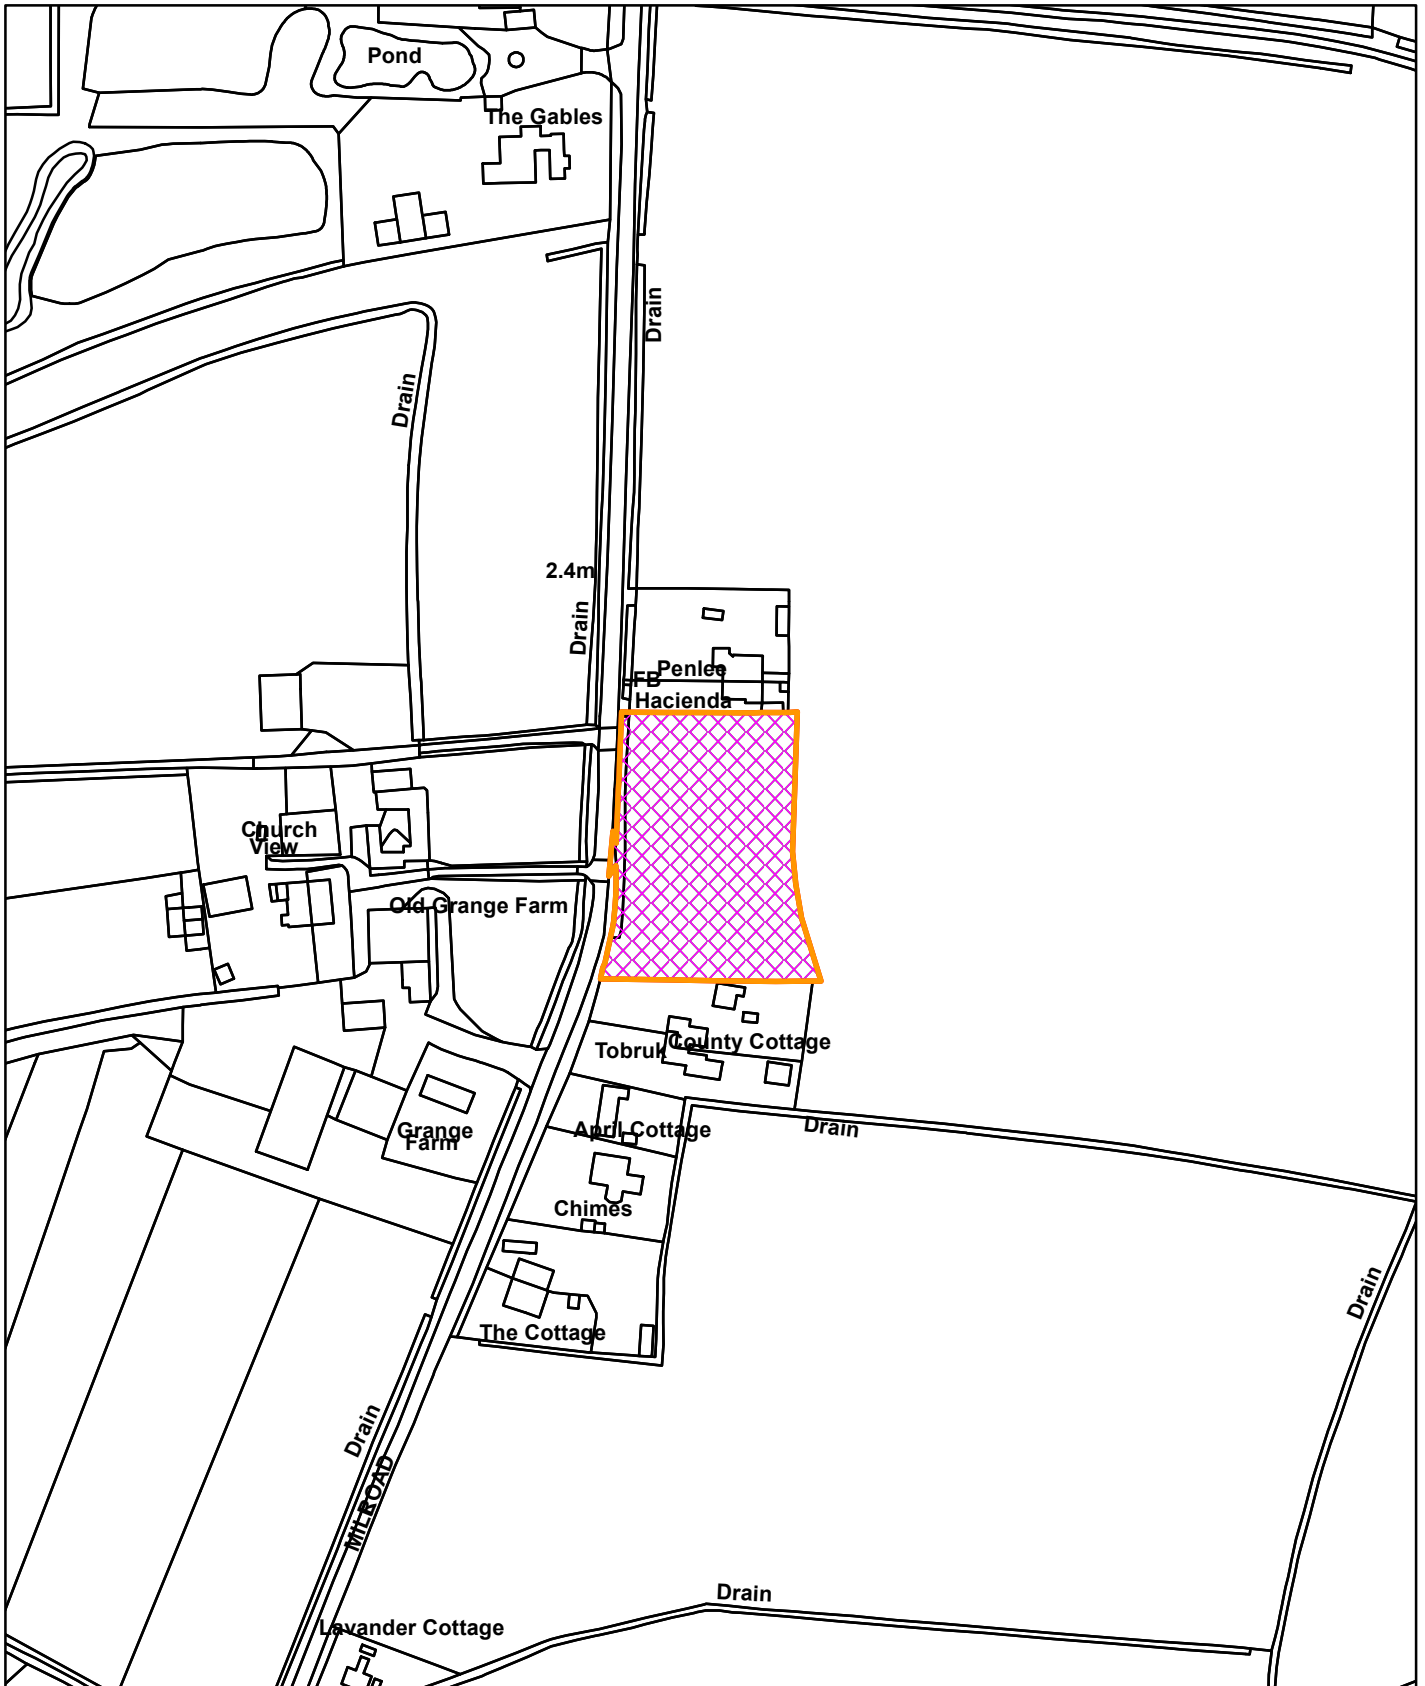 Pond
The Gables
Drain
Drain
2.4m
Drain
Penlee
FB
Hacienda
Church
View
Old Grange Farm
County Cottage
Tobruk
Grange
Farm
April Cottage
Drain
Chimes
Drain
The Cottage
Drain
ROAD
Drain
Lavander Cottage